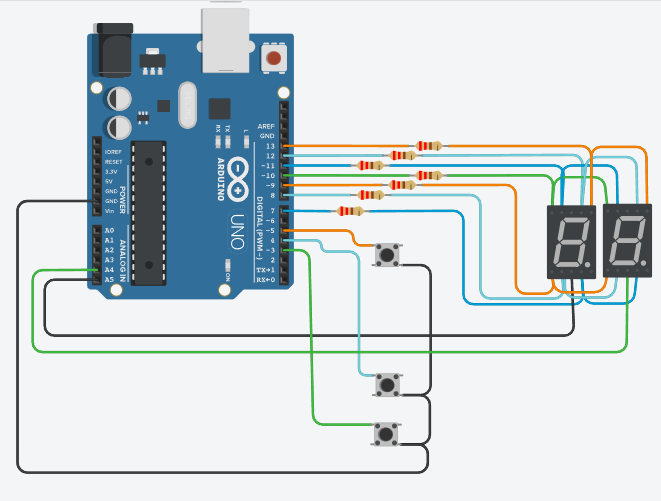 AREF
GND
13
12
~11
~10
~9
8
7
~6
~5
4
~3
2
TX→1
RX←0
DIGITAL (PWM~)
IOREF
RESET
3.3V
5V
GND
GND
Vin
POWER
A0
A1
A2
A3
A4
A5
ANALOG IN
RX
TX
L
ARDUINO
UNO
ON